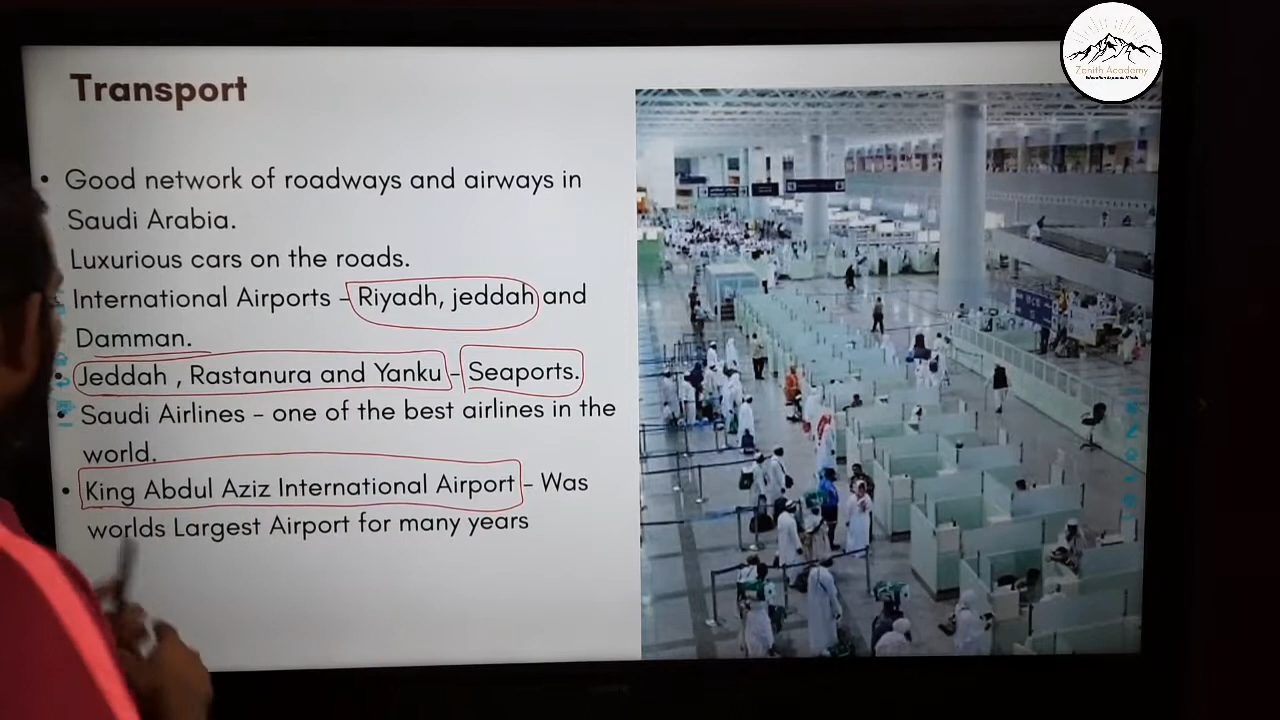 Zenith Academy
Transport
• Good network of roadways and airways in
Saudi Arabia.
Luxurious cars on the roads.
International Airports – Riyadh, jeddah and
Damman.
• Jeddah , Rastanura and Yanku – Seaports.
• Saudi Airlines – one of the best airlines in the
world.
• King Abdul Aziz International Airport – Was
worlds Largest Airport for many years